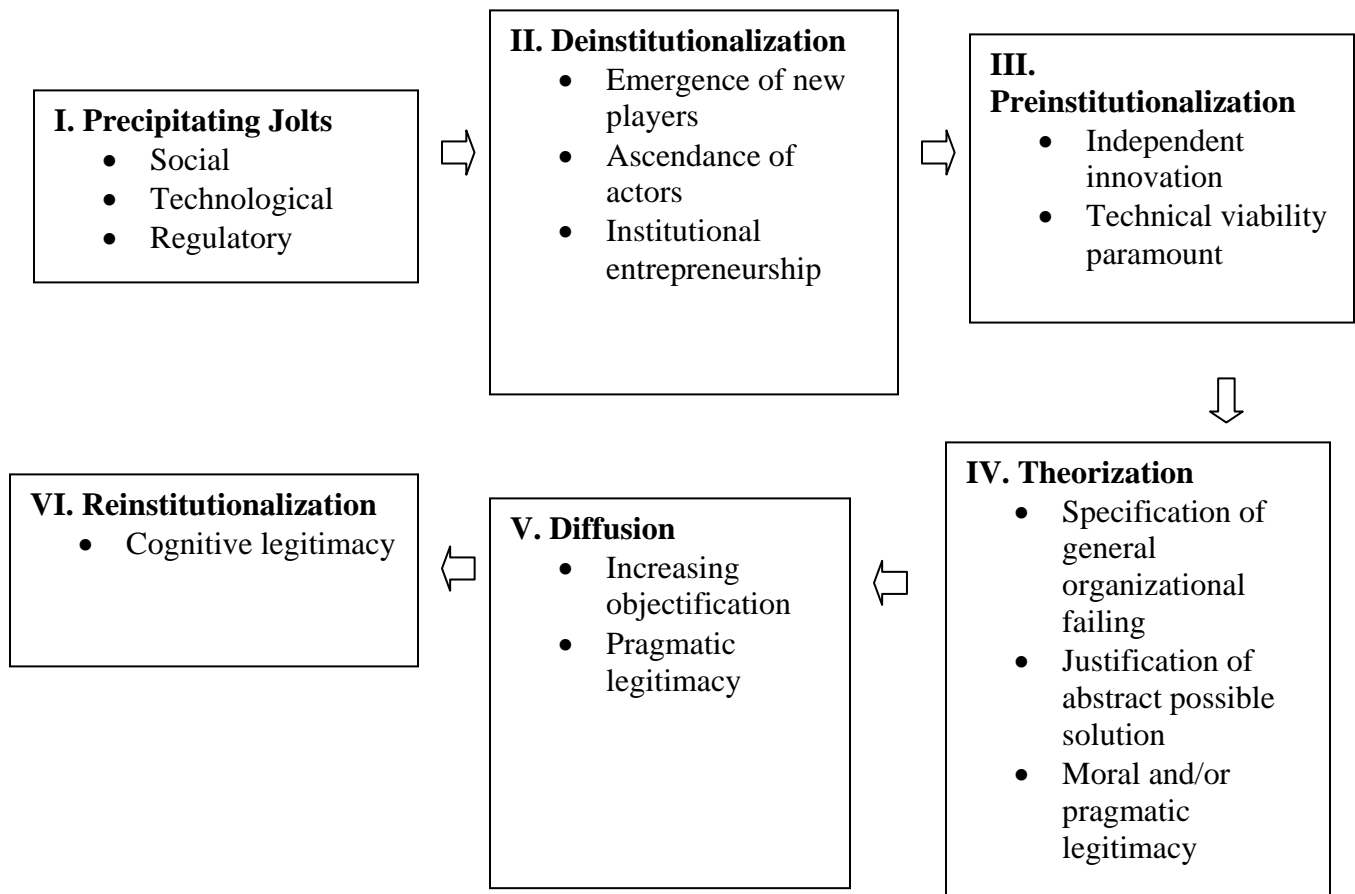 I. Precipitating Jolts
• Social
• Technological
• Regulatory
II. Deinstitutionalization
• Emergence of new
players
• Ascendance of
actors
• Institutional
entrepreneurship
III.
Preinstitutionalization
• Independent
innovation
• Technical viability
paramount
IV. Theorization
• Specification of
general
organizational
failing
• Justification of
abstract possible
solution
• Moral and/or
pragmatic
legitimacy
V. Diffusion
• Increasing
objectification
• Pragmatic
legitimacy
VI. Reinstitutionalization
• Cognitive legitimacy